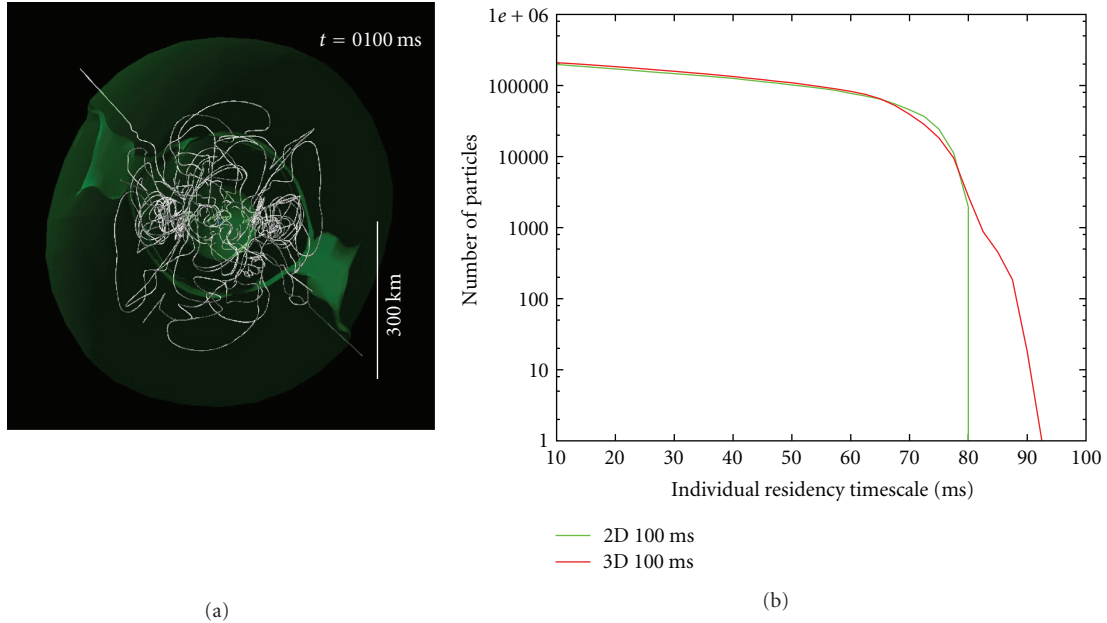 t = 0100 ms
300 km
(a)
1e + 06
100000
10000
1000
100
10
1
Number of particles
10 20 30 40 50 60 70 80 90 100
Individual residency timescale (ms)
2D 100 ms
3D 100 ms
(b)